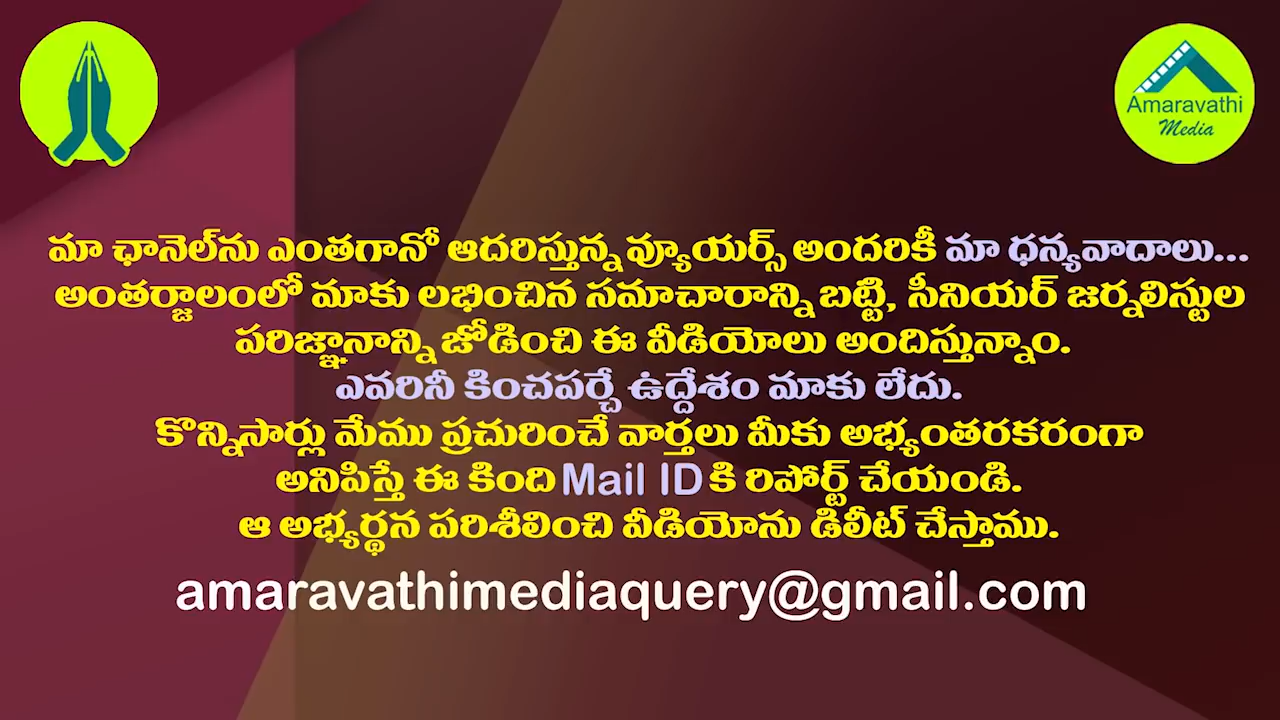 Amaravathi
Media
మా ఛానెల్‌ను ఎంతగానో ఆదరిస్తున్న వ్యూయర్స్ అందరికీ మా ధన్యవాదాలు...
అంతర్జాలంలో మాకు లభించిన సమాచారాన్ని బట్టి, సీనియర్ జర్నలిస్టుల
పరిజ్ఞానాన్ని జోడించి ఈ వీడియోలు అందిస్తున్నాం.
ఎవరినీ కించపర్చే ఉద్దేశం మాకు లేదు.
కొన్నిసార్లు మేము ప్రచురించే వార్తలు మీకు అభ్యంతరకరంగా
అనిపిస్తే ఈ కింది Mail ID కి రిపోర్ట్ చేయండి.
ఆ అభ్యర్థన పరిశీలించి వీడియోను డిలీట్ చేస్తాము.
amaravathimediaquery@gmail.com